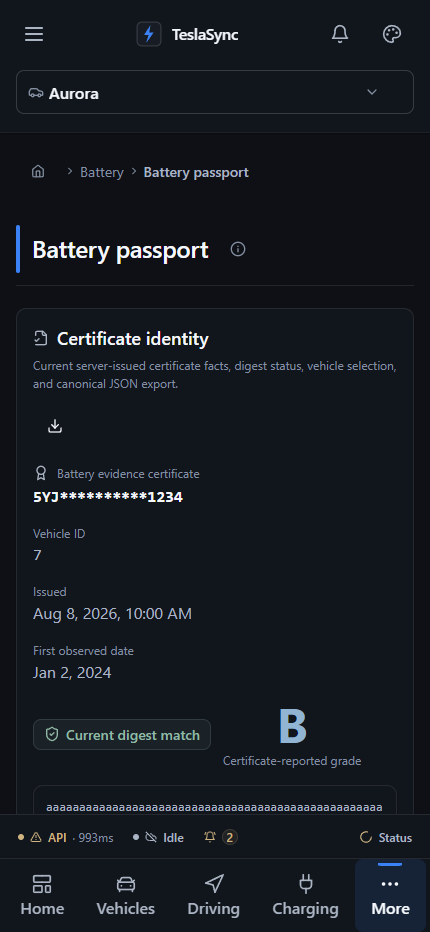 TeslaSync
Aurora
Battery
Battery passport
Battery passport
Certificate identity
Current server-issued certificate facts, digest status, vehicle selection,
and canonical JSON export.
Battery evidence certificate
5YJ**********1234
Vehicle ID
7
Issued
Aug 8, 2026, 10:00 AM
First observed date
Jan 2, 2024
Current digest match
B
Certificate-reported grade
aaaaaaaaaaaaaaaaaaaaaaaaaaaaaaaaaaaaaaaaaaaaaaaaaaa
API · 993ms Idle 2 Status
Home Vehicles Driving Charging More